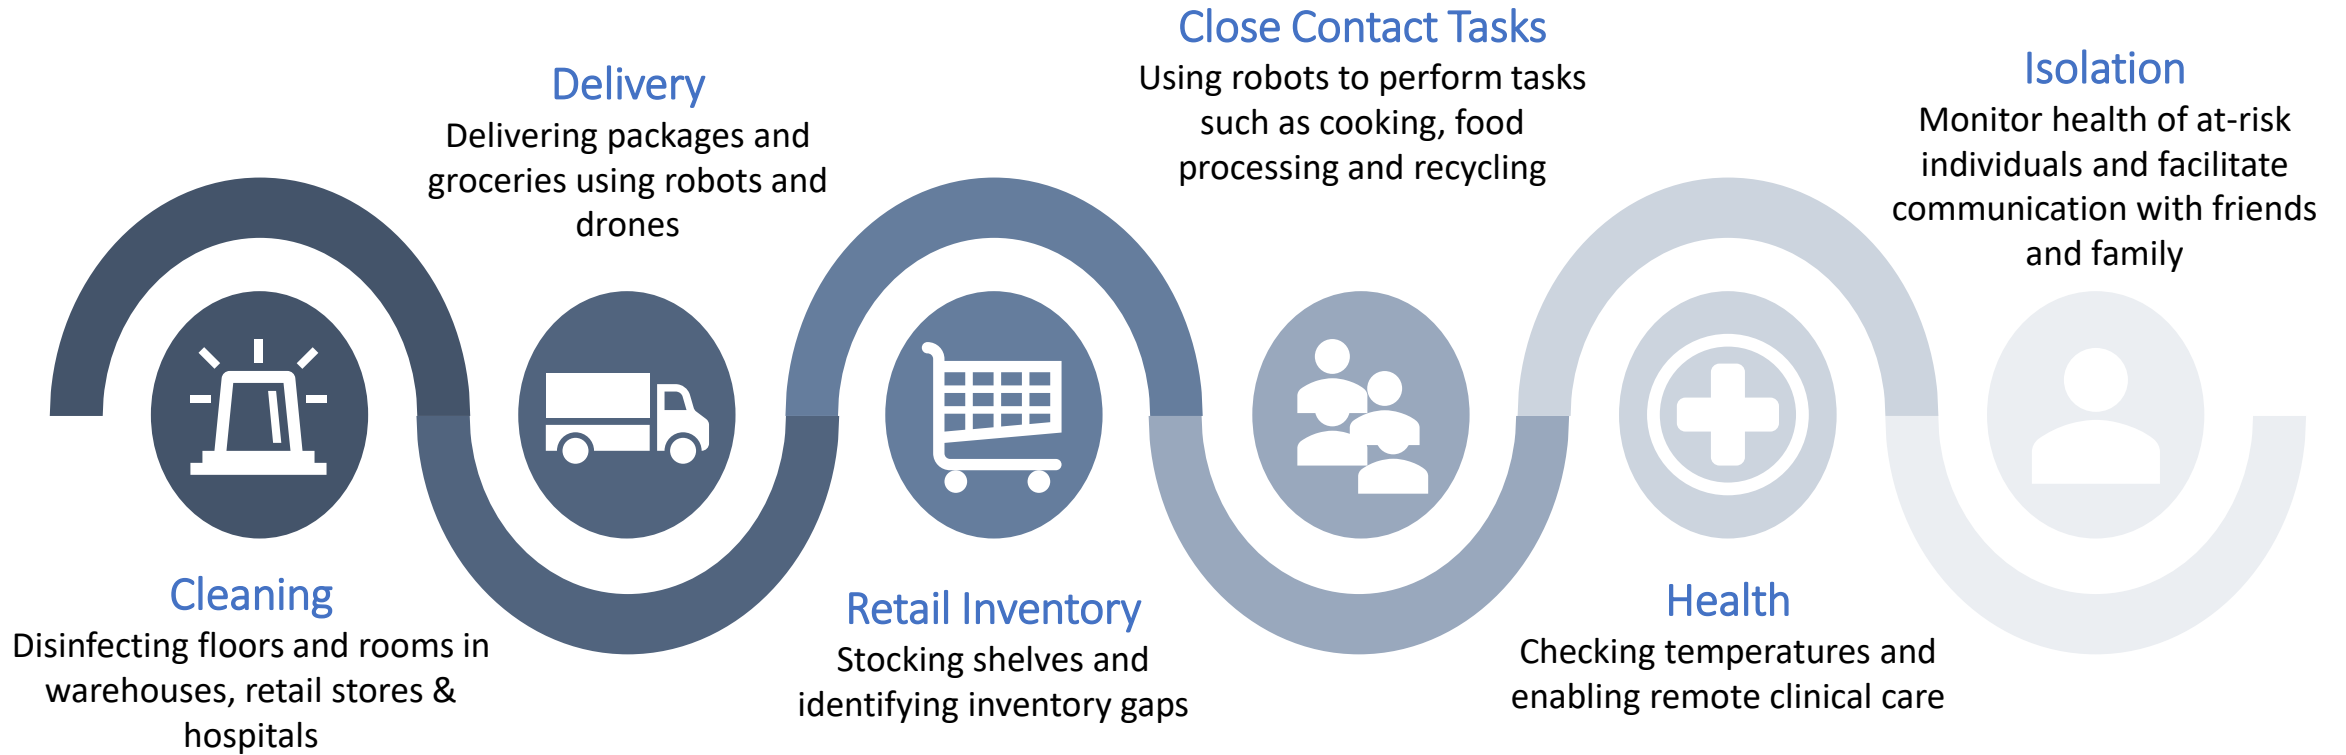 Cleaning
Disinfecting floors and rooms in
warehouses, retail stores &
hospitals
Delivery
Delivering packages and
groceries using robots and
drones
Retail Inventory
Stocking shelves and
identifying inventory gaps
Close Contact Tasks
Using robots to perform tasks
such as cooking, food
processing and recycling
Health
Checking temperatures and
enabling remote clinical care
Isolation
Monitor health of at-risk
individuals and facilitate
communication with friends
and family